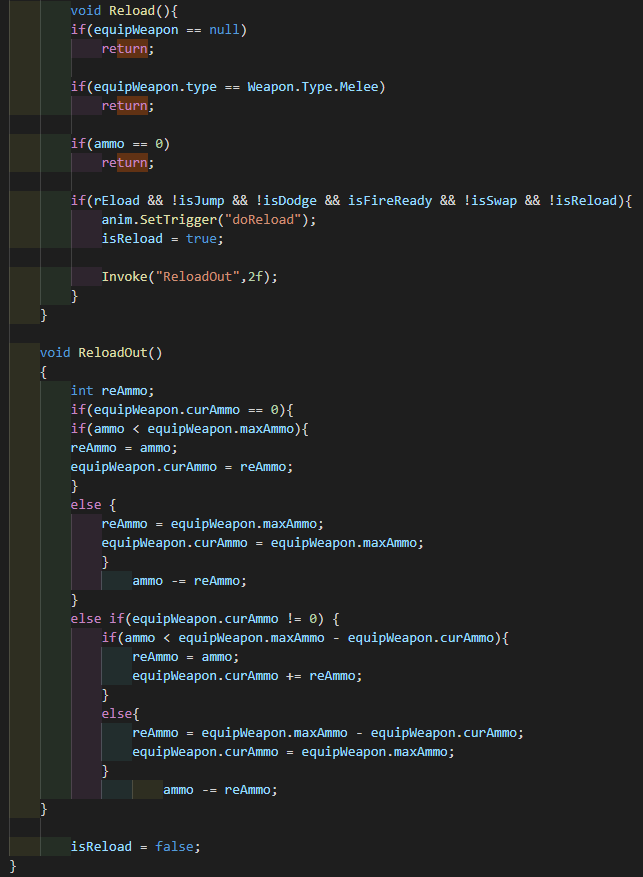 void Reload(){
if(equipWeapon == null)
return;
if(equipWeapon.type == Weapon.Type.Melee)
return;
if(ammo == 0)
return;
if(rEload && !isJump && !isDodge && isFireReady && !isSwap && !isReload){
anim.SetTrigger("doReload");
isReload = true;
Invoke("ReloadOut",2f);
}
}
void ReloadOut()
{
int reAmmo;
if(equipWeapon.curAmmo == 0){
if(ammo < equipWeapon.maxAmmo){
reAmmo = ammo;
equipWeapon.curAmmo = reAmmo;
}
else {
reAmmo = equipWeapon.maxAmmo;
equipWeapon.curAmmo = equipWeapon.maxAmmo;
}
ammo -= reAmmo;
}
else if(equipWeapon.curAmmo != 0) {
if(ammo < equipWeapon.maxAmmo - equipWeapon.curAmmo){
reAmmo = ammo;
equipWeapon.curAmmo += reAmmo;
}
else{
reAmmo = equipWeapon.maxAmmo - equipWeapon.curAmmo;
equipWeapon.curAmmo = equipWeapon.maxAmmo;
}
ammo -= reAmmo;
}
isReload = false;
}